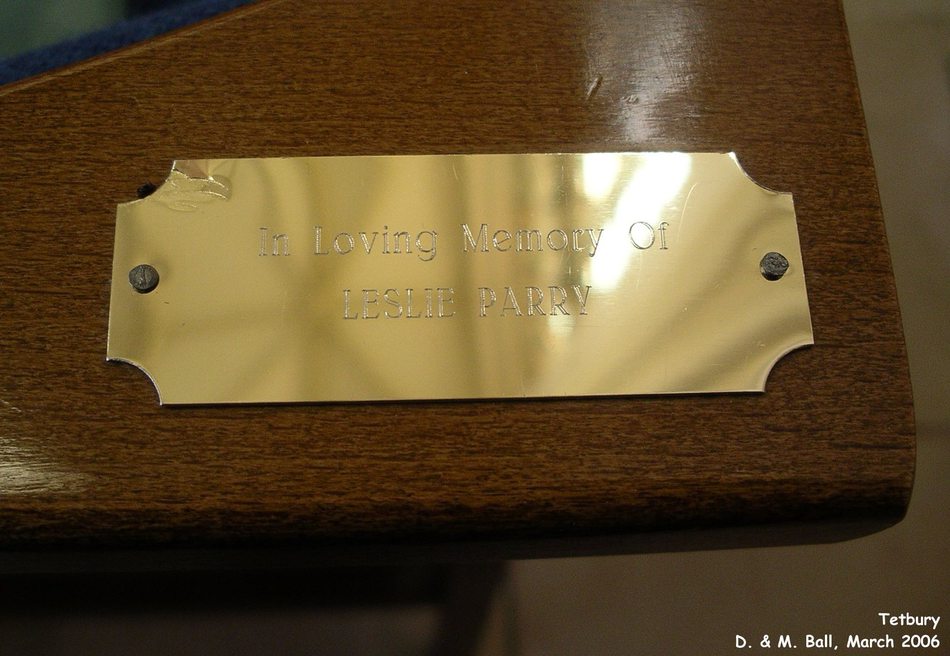 In Loving Memory Of
LESLIE PARRY
Tetbury
D. & M. Ball, March 2006